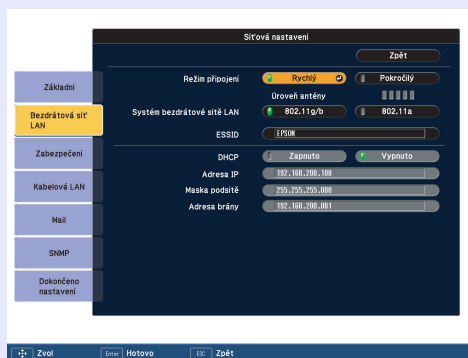 Síťová nastavení
Zpět
Základní
Režim připojení
Rychlý
Pokročilý
Úroveň antény
Bezdrátová síť
LAN
Systém bezdrátové sítě LAN
802.11g/b
802.11a
ESSID
EPSON
Zabezpečení
DHCP
Zapnuto
Vypnuto
Kabelová LAN
Adresa IP
192.168.200.100
Maska podsítě
255.255.255.000
Adresa brány
192.168.200.001
Mail
SNMP
Dokončeno
nastavení
Zvol
Enter Hotovo
ESC Zpět